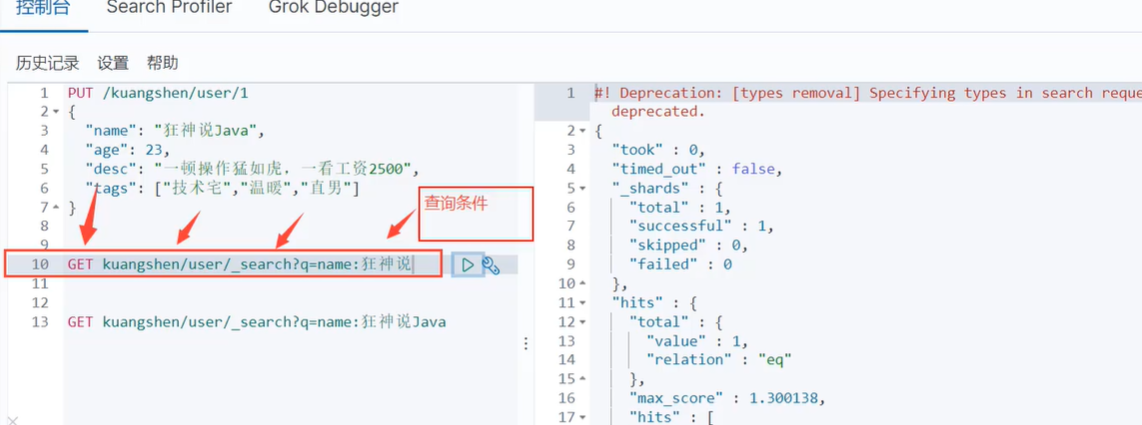 控制台 Search Profiler Grok Debugger
历史记录 设置 帮助
1 PUT /kuangshen/user/1
2 {
3 "name": "狂神说Java",
4 "age": 23,
5 "desc": "一顿操作猛如虎，一看工资2500",
6 "tags": ["技术宅","温暖","直男"]
7 }
8
9
查询条件
10 GET kuangshen/user/_search?q=name:狂神说
11
12
13 GET kuangshen/user/_search?q=name:狂神说Java
1 #! Deprecation: [types removal] Specifying types in search reque
deprecated.
2 {
3 "took" : 0,
4 "timed_out" : false,
5 "_shards" : {
6 "total" : 1,
7 "successful" : 1,
8 "skipped" : 0,
9 "failed" : 0
10 },
11 "hits" : {
12 "total" : {
13 "value" : 1,
14 "relation" : "eq"
15 },
16 "max_score" : 1.300138,
17 "hits" : [